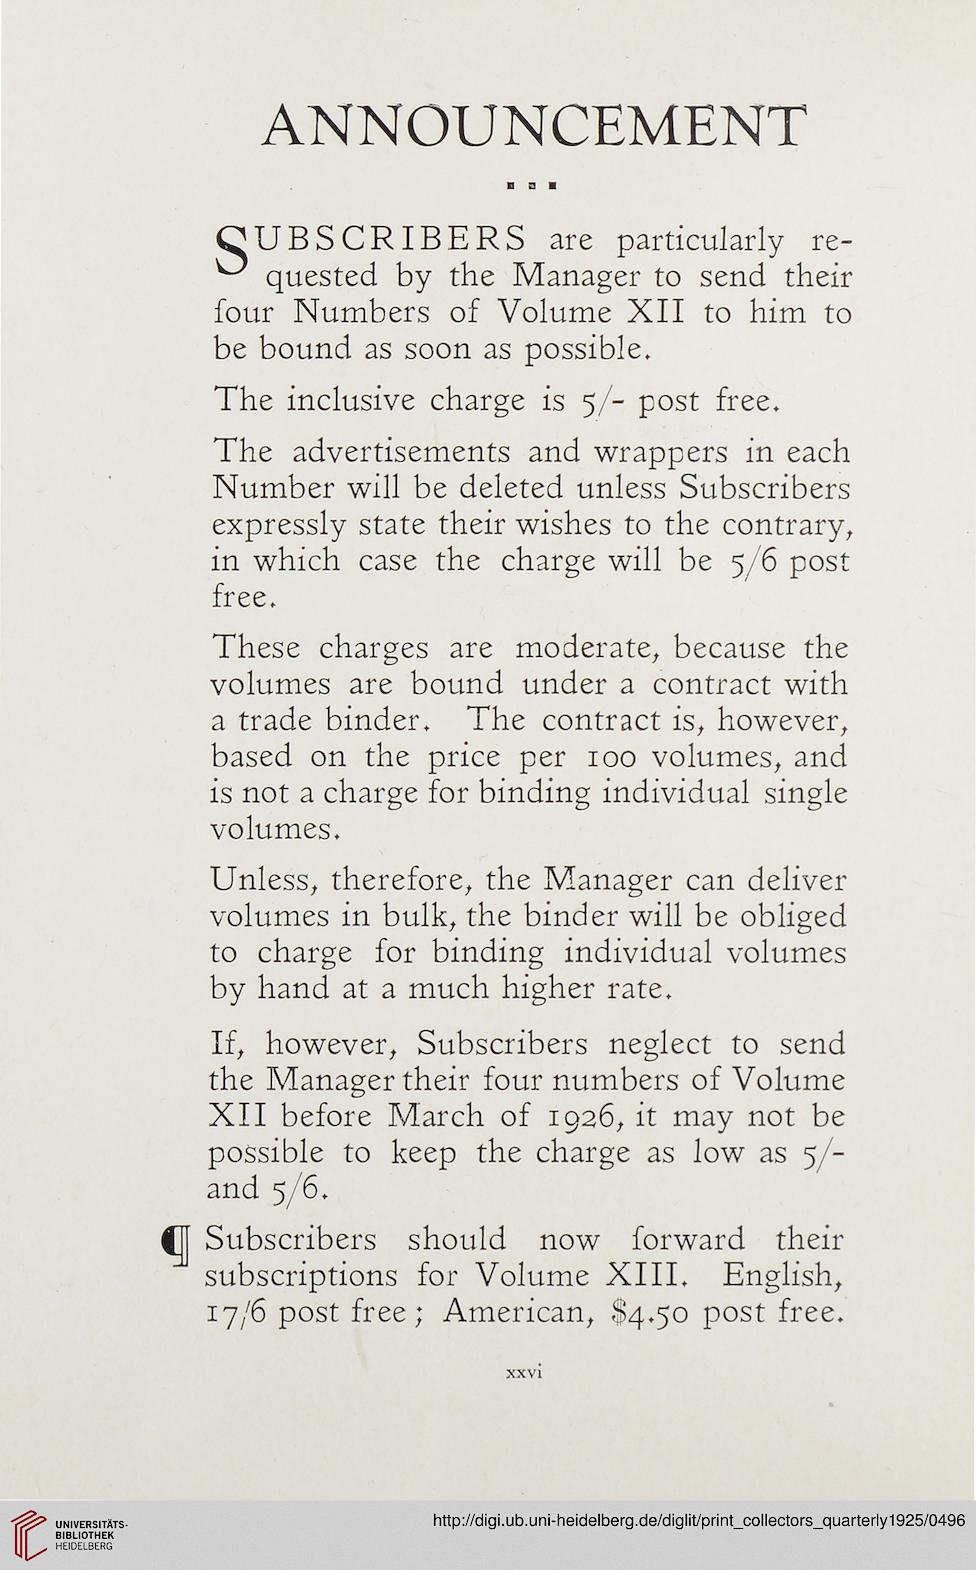 ANNOUNCEMENT
SUBSCRIBERS are particularly re-
quested by the Manager to send their
four Numbers of Volume XII to him to
be bound as soon as possible.
The inclusive charge is 5/- post free.
The advertisements and wrappers in each
Number will be deleted unless Subscribers
expressly state their wishes to the contrary,
in which case the charge will be 5/6 post
free.
These charges are moderate, because the
volumes are bound under a contract with
a trade binder. The contract is, however,
based on the price per 100 volumes, and
is not a charge for binding individual single
volumes.
Unless, therefore, the Manager can deliver
volumes in bulk, the binder will be obliged
to charge for binding individual volumes
by hand at a much higher rate.
If, however, Subscribers neglect to send
the Manager their four numbers of Volume
XII before March of 1926, it may not be
possible to keep the charge as low as 5/-
and 5/6.
¶ Subscribers should now forward their
subscriptions for Volume XIII. English,
17/6 post free; American, $4.50 post free.
xxvi
UNIVERSITÄTS-
BIBLIOTHEK
HEIDELBERG
http://digi.ub.uni-heidelberg.de/diglit/print_collectors_quarterly1925/0496